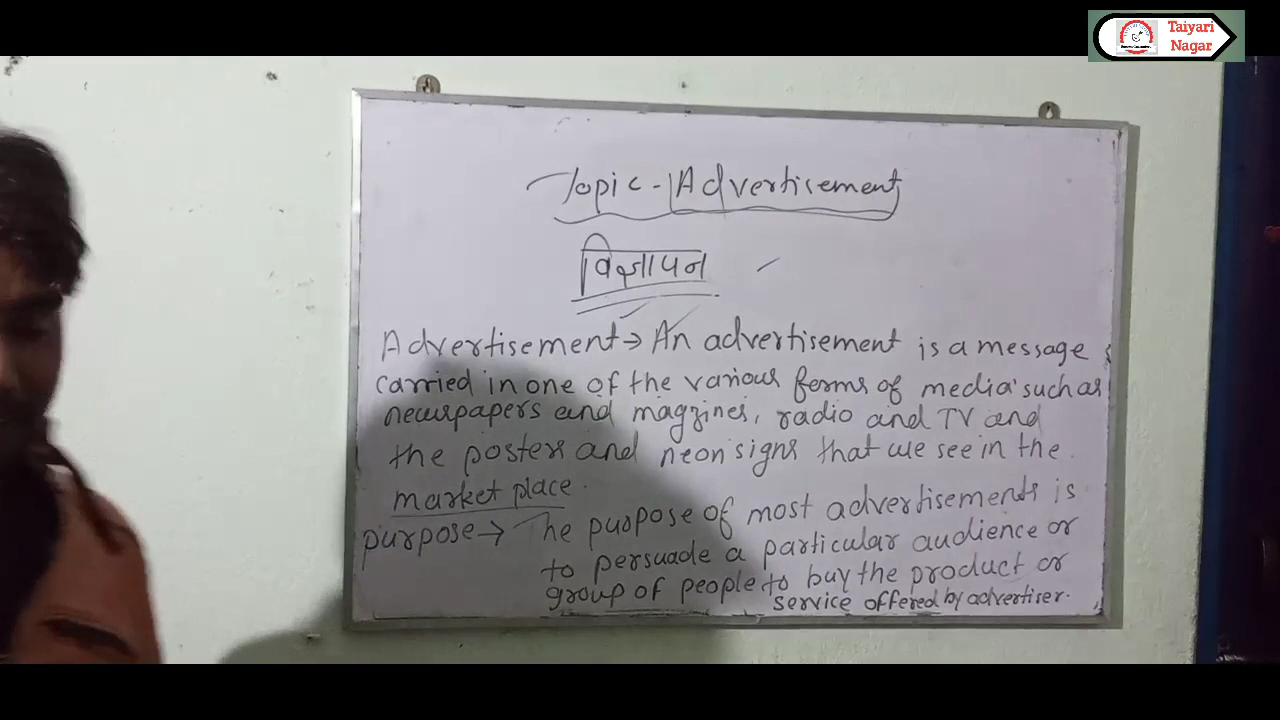 Taiyari
Nagar
Topic - Advertisement
विज्ञापन
Advertisement → An advertisement is a message
carried in one of the various forms of media such as
newspapers and magzines, radio and TV and
the posters and neon signs that we see in the
market place.
purpose → The purpose of most advertisements is
to persuade a particular audience or
group of people to buy the product or
service offered by advertiser.